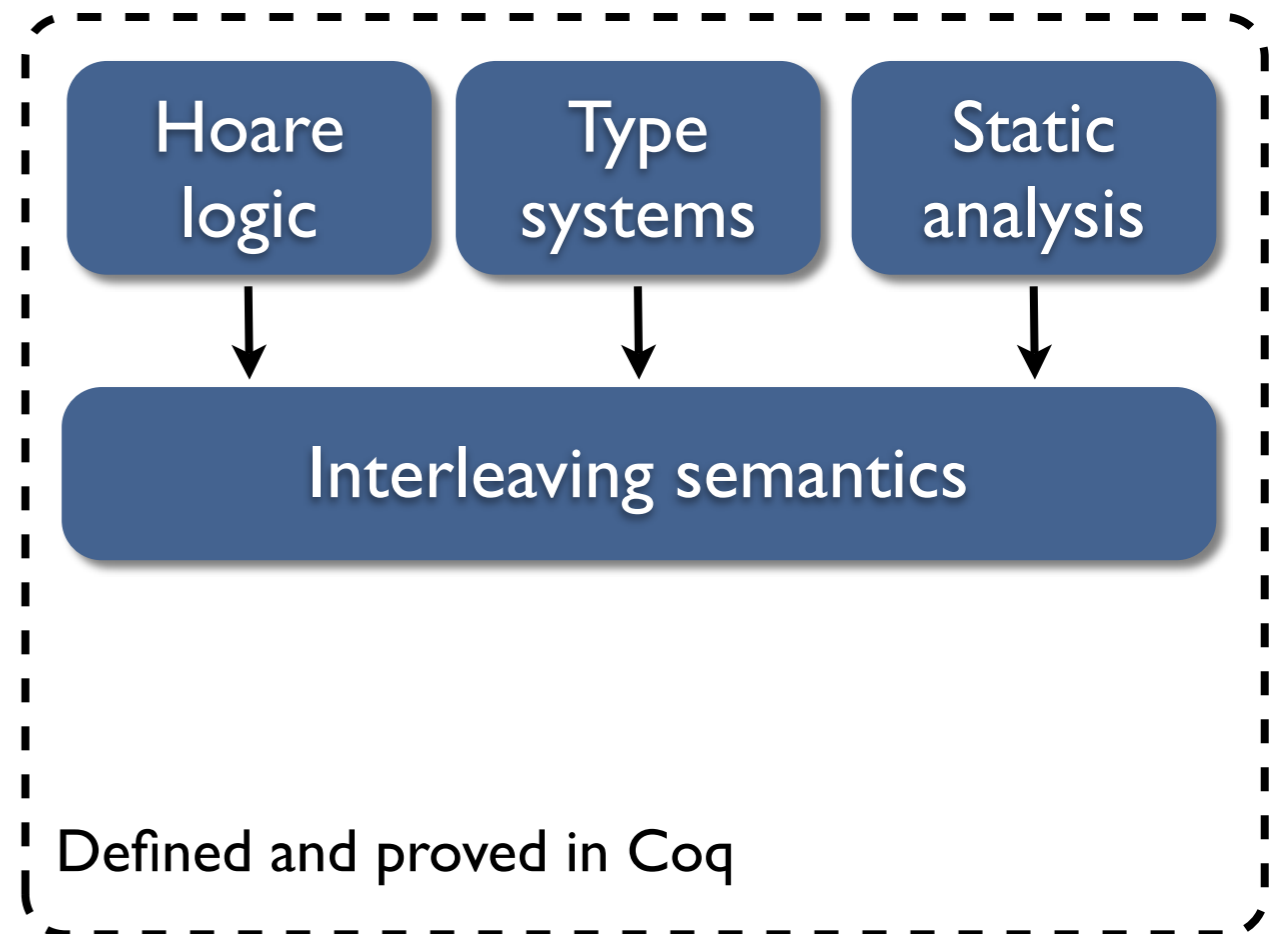 Hoare
logic
Type
systems
Static
analysis
Interleaving semantics
Defined and proved in Coq